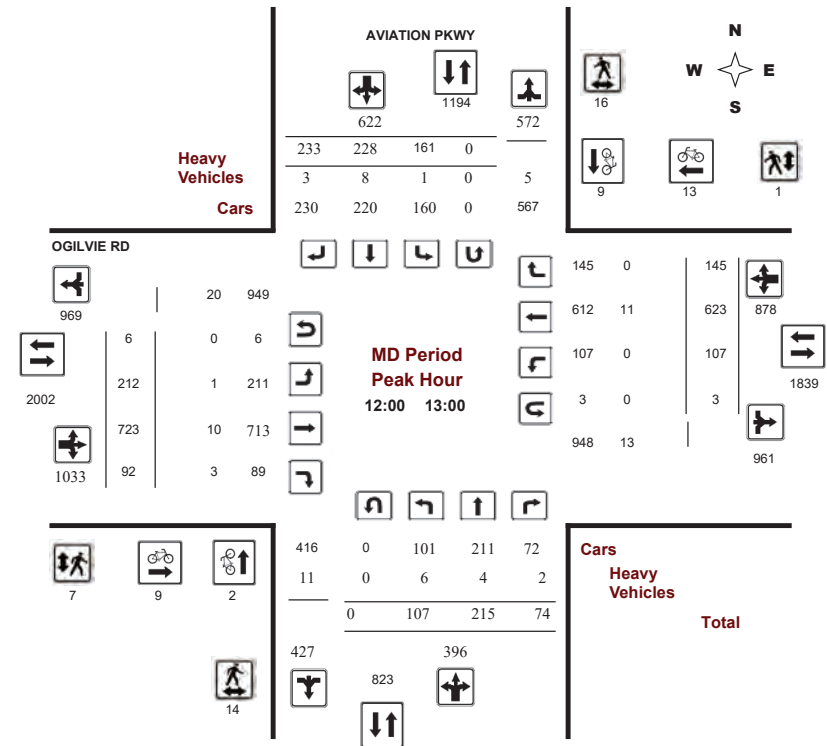 AVIATION PKWY
N
W E
S
1194
16
622 572
233 228 161 0
Heavy
Vehicles 3 8 1 0 5
Cars 230 220 160 0 567
9 13 1
OGILVIE RD
969
20 949
145 0 145
612 11 623 878
6 0 6
2002
212 1 211
MD Period
Peak Hour
12:00 13:00
107 0 107
1839
3 0 3
723 10 713
1033
92 3 89
948 13
961
416 0 101 211 72 Cars
11 0 6 4 2 Heavy
Vehicles
0 107 215 74 Total
7 9 2
427 396
823
14